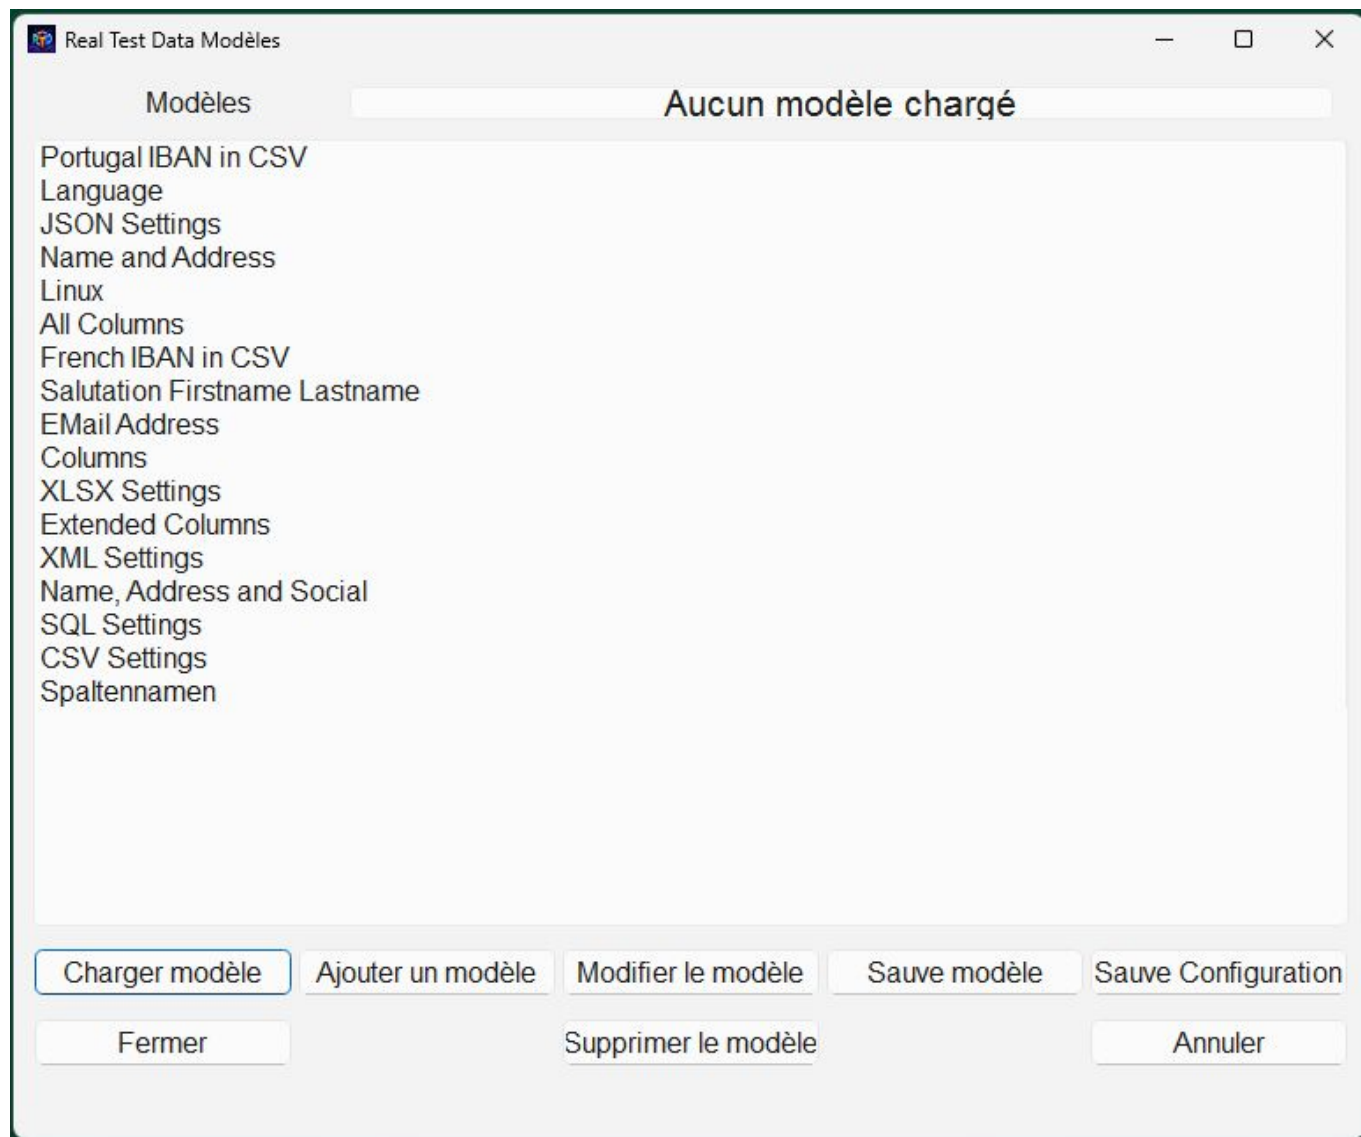 Real Test Data Modèles
Modèles
Aucun modèle chargé
Portugal IBAN in CSV
Language
JSON Settings
Name and Address
Linux
All Columns
French IBAN in CSV
Salutation Firstname Lastname
EMail Address
Columns
XLSX Settings
Extended Columns
XML Settings
Name, Address and Social
SQL Settings
CSV Settings
Spaltennamen
Charger modèle
Ajouter un modèle
Modifier le modèle
Sauve modèle
Sauve Configuration
Fermer
Supprimer le modèle
Annuler